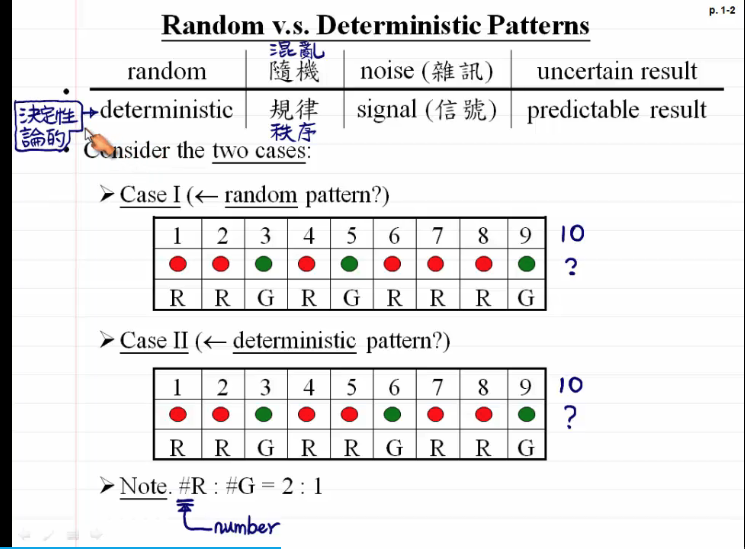 p. 1-2
Random v.s. Deterministic Patterns
混亂
random 隨機 noise (雜訊) uncertain result
• deterministic 規律 signal (信號) predictable result
決定性
論的
秩序
• Consider the two cases:
➢ Case I (← random pattern?)
1 2 3 4 5 6 7 8 9 10
?
R R G R G R R R G
➢ Case II (← deterministic pattern?)
1 2 3 4 5 6 7 8 9 10
?
R R G R R G R R G
➢ Note. #R : #G = 2 : 1
number